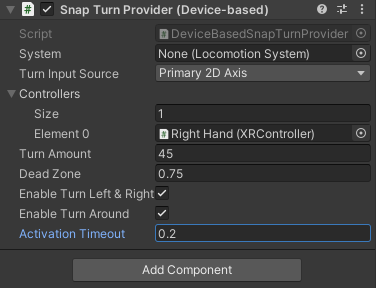 Snap Turn Provider (Device-based)
Script DeviceBasedSnapTurnProvider
System None (Locomotion System)
Turn Input Source Primary 2D Axis
Controllers
Size 1
Element 0 Right Hand (XRController)
Turn Amount 45
Dead Zone 0.75
Enable Turn Left & Right
Enable Turn Around
Activation Timeout 0.2
Add Component